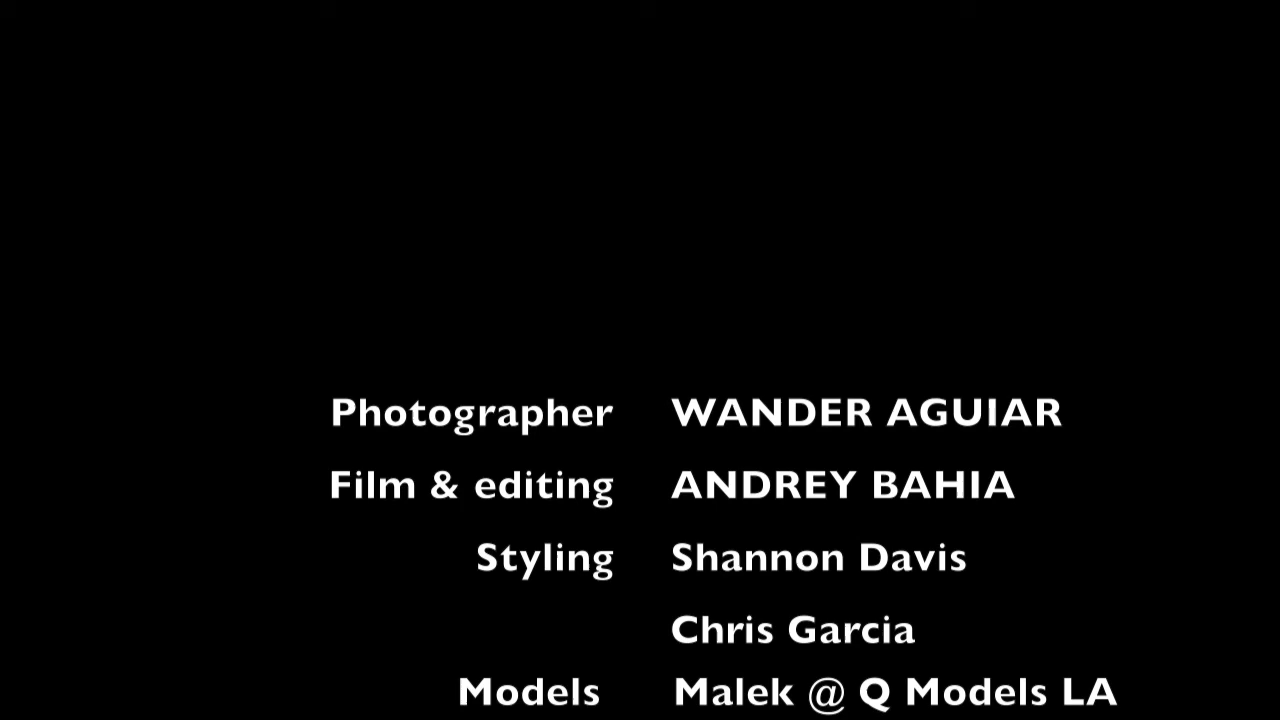 Photographer WANDER AGUIAR
Film & editing ANDREY BAHIA
Styling Shannon Davis
Chris Garcia
Models Malek @ Q Models LA